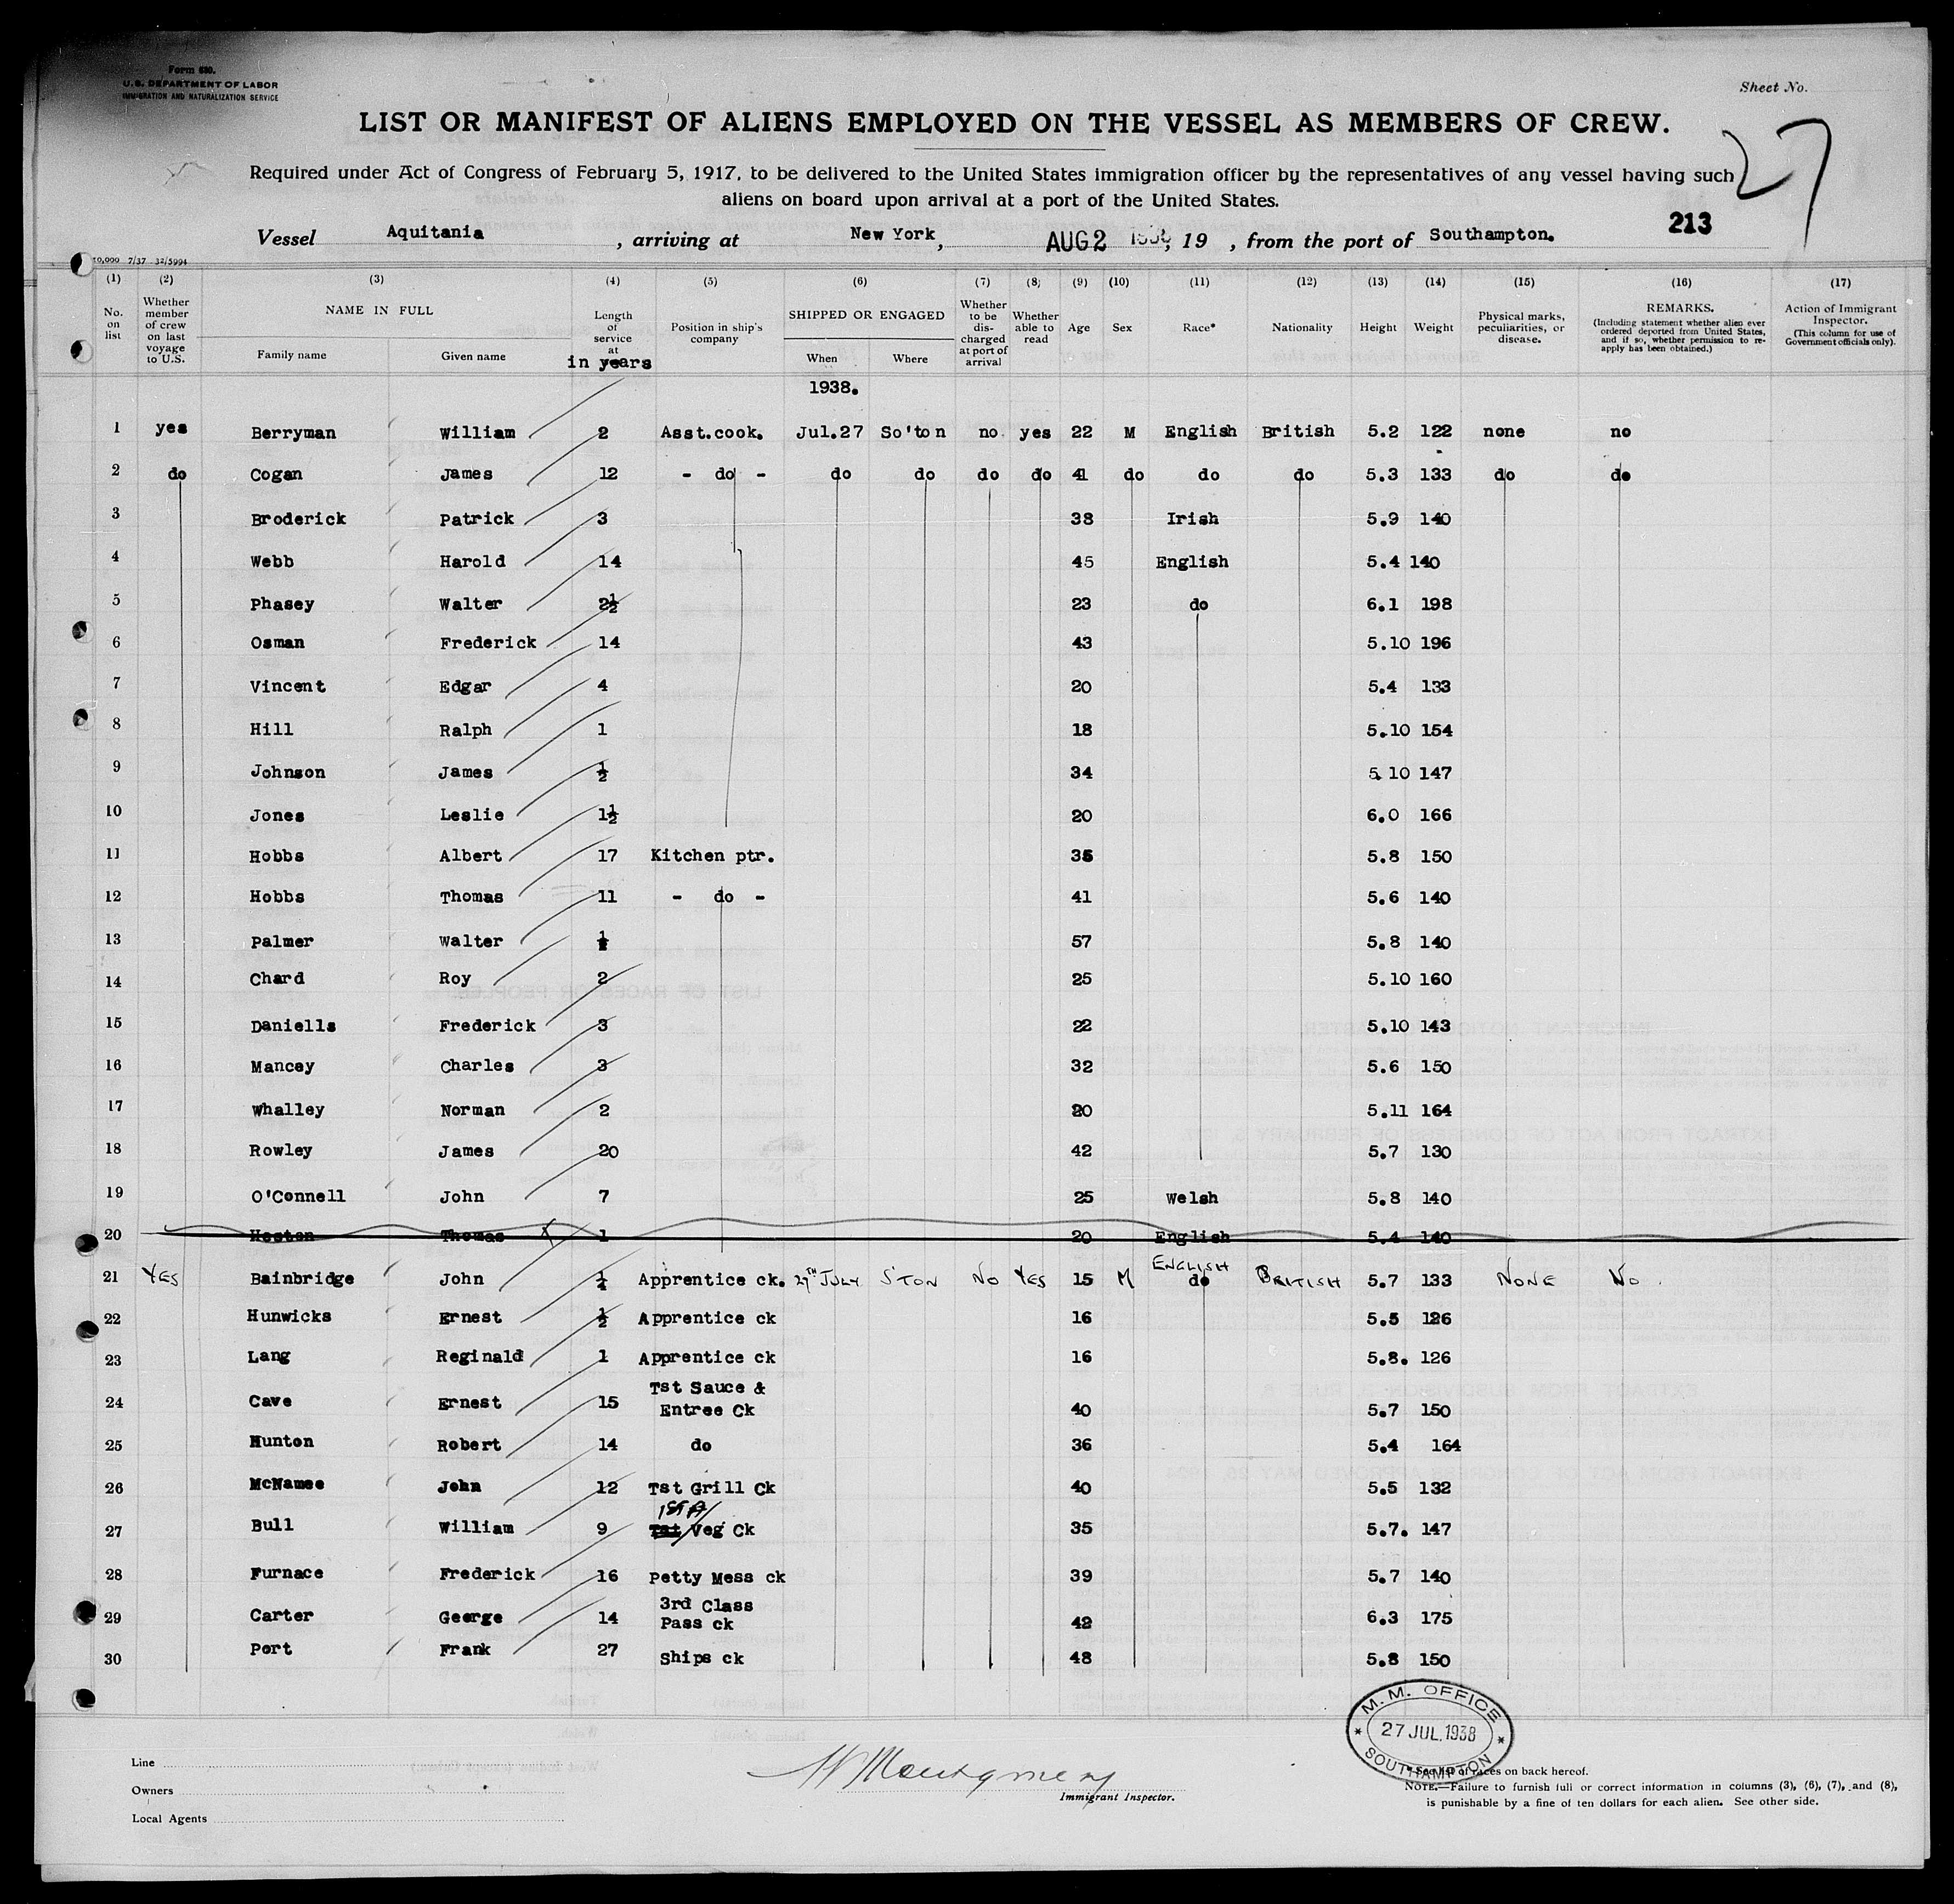 Form 680.
U.S. DEPARTMENT OF LABOR
IMMIGRATION AND NATURALIZATION SERVICE
Sheet No.
LIST OR MANIFEST OF ALIENS EMPLOYED ON THE VESSEL AS MEMBERS OF CREW.
27
Required under Act of Congress of February 5, 1917, to be delivered to the United States immigration officer by the representatives of any vessel having such
aliens on board upon arrival at a port of the United States.
213
Vessel Aquitania, arriving at New York, AUG 2 19, from the port of Southampton.
10,000 7/37 32/5994
(1) (2) (3) (4) (5) (6) (7) (8) (9) (10) (11) (12) (13) (14) (15) (16) (17)
No. on list
Whether member of crew on last voyage to U.S.
NAME IN FULL
Family name Given name
Length of service at in years
Position in ship's company
SHIPPED OR ENGAGED
When Where
Whether to be discharged at port of arrival
Whether able to read
Age Sex Race* Nationality Height Weight
Physical marks, peculiarities, or disease.
REMARKS.
(Including statement whether alien ever ordered deported from United States, and if so, whether permission to re-apply has been obtained.)
Action of Immigrant Inspector.
(This column for use of Government officials only).
1938.
1 yes Berryman William 2 Asst.cook. Jul.27 So'ton no yes 22 M English British 5.2 122 none no
2 do Cogan James 12 - do - do do do do 41 do do do 5.3 133 do do
3 Broderick Patrick 3 38 Irish 5.9 140
4 Webb Harold 14 45 English 5.4 140
5 Phasey Walter 2½ 23 do 6.1 198
6 Osman Frederick 14 43 5.10 196
7 Vincent Edgar 4 20 5.4 133
8 Hill Ralph 1 18 5.10 154
9 Johnson James ½ 34 5.10 147
10 Jones Leslie 1½ 20 6.0 166
11 Hobbs Albert 17 Kitchen ptr. 35 5.8 150
12 Hobbs Thomas 11 - do - 41 5.6 140
13 Palmer Walter 57 5.8 140
14 Chard Roy 2 25 5.10 160
15 Daniells Frederick 3 22 5.10 143
16 Mancey Charles 3 32 5.6 150
17 Whalley Norman 2 20 5.11 164
18 Rowley James 20 42 5.7 130
19 O'Connell John 7 25 Welsh 5.8 140
20 Thomas 1 20 English 5.4 140
21 YES Bainbridge John ¼ Apprentice ck. 27TH JULY S'TON NO YES 15 M ENGLISH do BRITISH 5.7 133 NONE NO.
22 Hunwicks Ernest ½ Apprentice ck 16 5.5 126
23 Lang Reginald 1 Apprentice ck 16 5.8. 126
24 Cave Ernest 15 Tst Sauce & Entree Ck 40 5.7 150
25 Hunton Robert 14 do 36 5.4 164
26 McNamee John 12 Tst Grill Ck 40 5.5 132
27 Bull William 9 Tst Veg Ck 35 5.7. 147
28 Furnace Frederick 16 Petty Mess ck 39 5.7 140
29 Carter George 14 3rd Class Pass ck 42 6.3 175
30 Port Frank 27 Ships ck 48 5.8 150
M. M. OFFICE
27 JUL. 1938
SOUTHAMPTON
Line
Owners
Local Agents
Montgomery
Immigrant Inspector.
* See list of races on back hereof.
NOTE.—Failure to furnish full or correct information in columns (3), (6), (7), and (8),
is punishable by a fine of ten dollars for each alien. See other side.